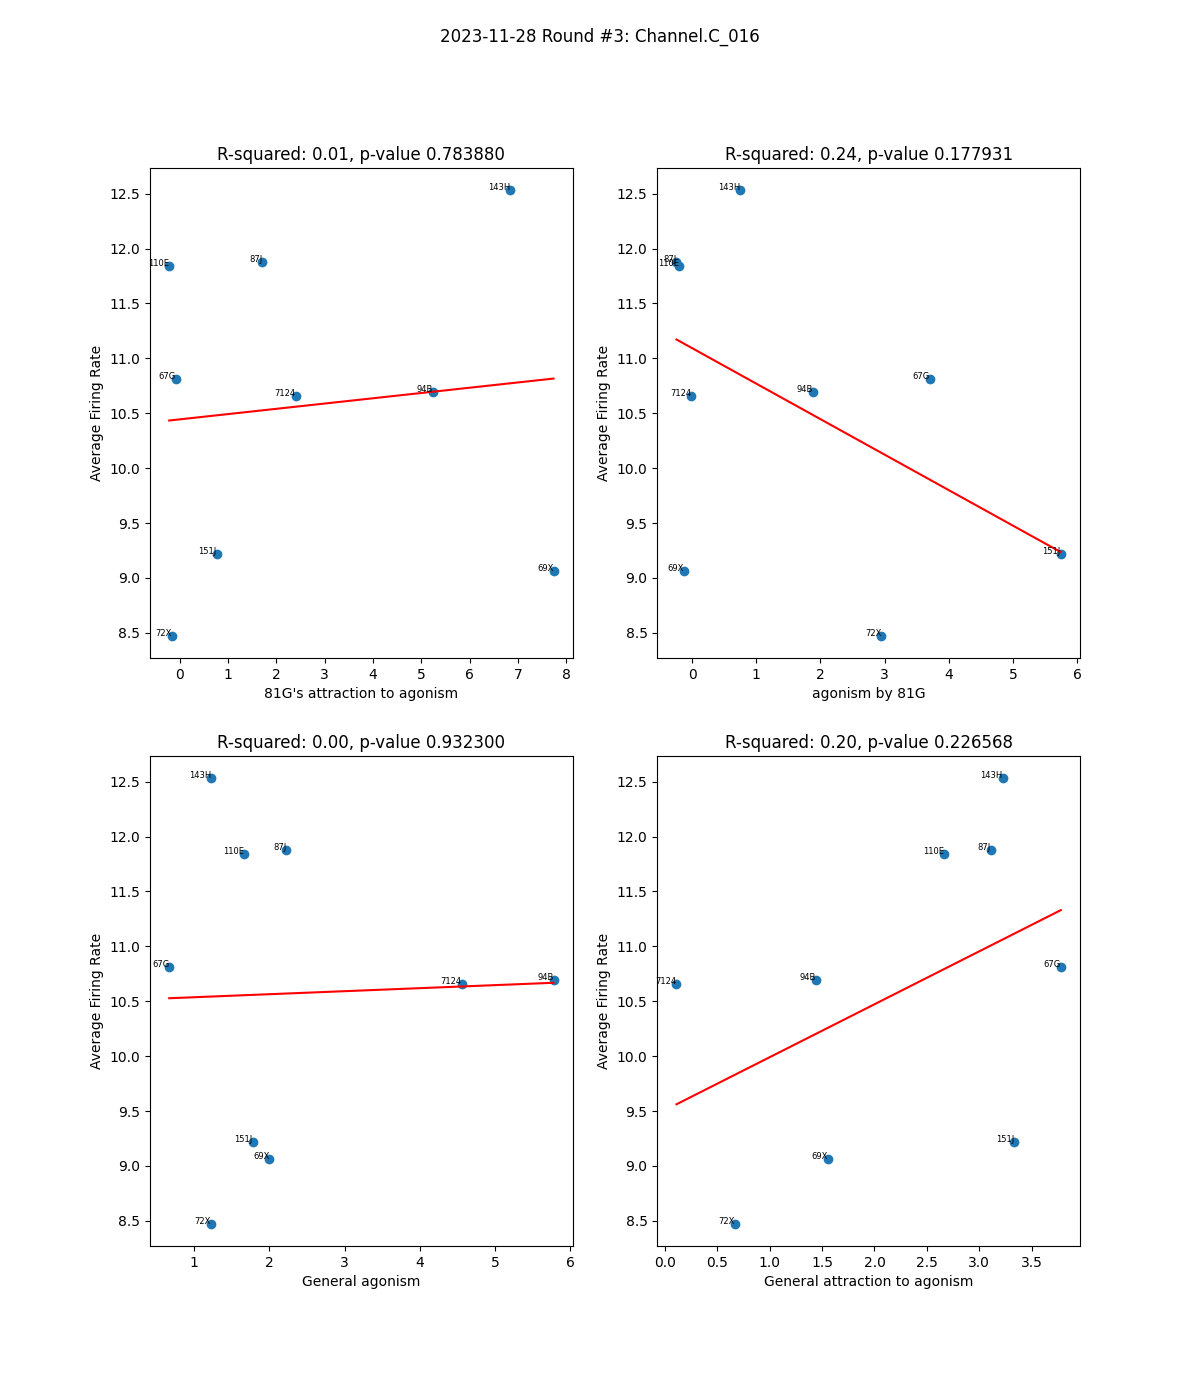 2023-11-28 Round #3: Channel.C_016
R-squared: 0.01, p-value 0.783880
Average Firing Rate
12.5
12.0
11.5
11.0
10.5
10.0
9.5
9.0
8.5
143H
110E
87J
67G
7124
94B
151J
69X
72X
0 1 2 3 4 5 6 7 8
81G's attraction to agonism
R-squared: 0.24, p-value 0.177931
Average Firing Rate
12.5
12.0
11.5
11.0
10.5
10.0
9.5
9.0
8.5
143H
87J
110E
67G
7124
94B
151J
69X
72X
0 1 2 3 4 5 6
agonism by 81G
R-squared: 0.00, p-value 0.932300
Average Firing Rate
12.5
12.0
11.5
11.0
10.5
10.0
9.5
9.0
8.5
143H
110E
87J
67G
7124
94B
151J
69X
72X
1 2 3 4 5 6
General agonism
R-squared: 0.20, p-value 0.226568
Average Firing Rate
12.5
12.0
11.5
11.0
10.5
10.0
9.5
9.0
8.5
143H
110E
87J
67G
7124
94B
151J
69X
72X
0.0 0.5 1.0 1.5 2.0 2.5 3.0 3.5
General attraction to agonism